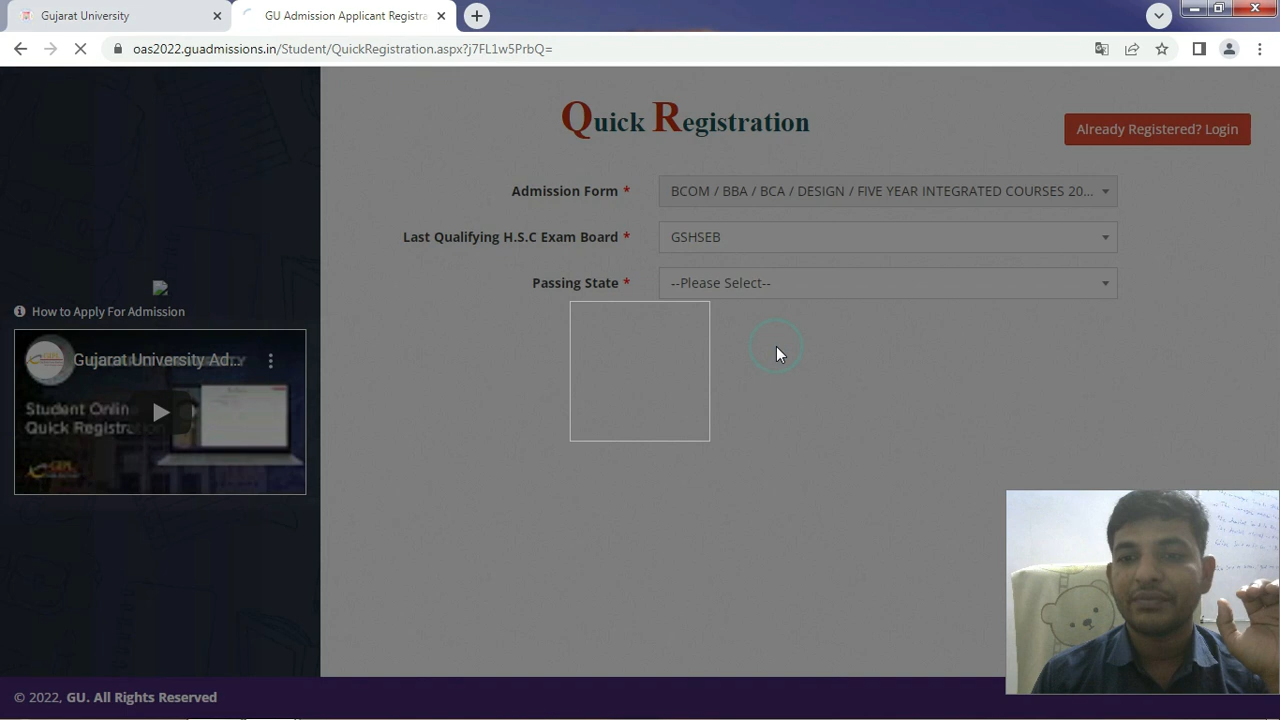 Gujarat University
GU Admission Applicant Registra
oas2022.guadmissions.in/Student/QuickRegistration.aspx?j7FL1w5PrbQ=
Quick Registration
Already Registered? Login
Admission Form *
BCOM / BBA / BCA / DESIGN / FIVE YEAR INTEGRATED COURSES 20...
Last Qualifying H.S.C Exam Board *
GSHSEB
Passing State *
--Please Select--
How to Apply For Admission
Gujarat University Ad...
Student Onlin
Quick Registra
© 2022, GU. All Rights Reserved